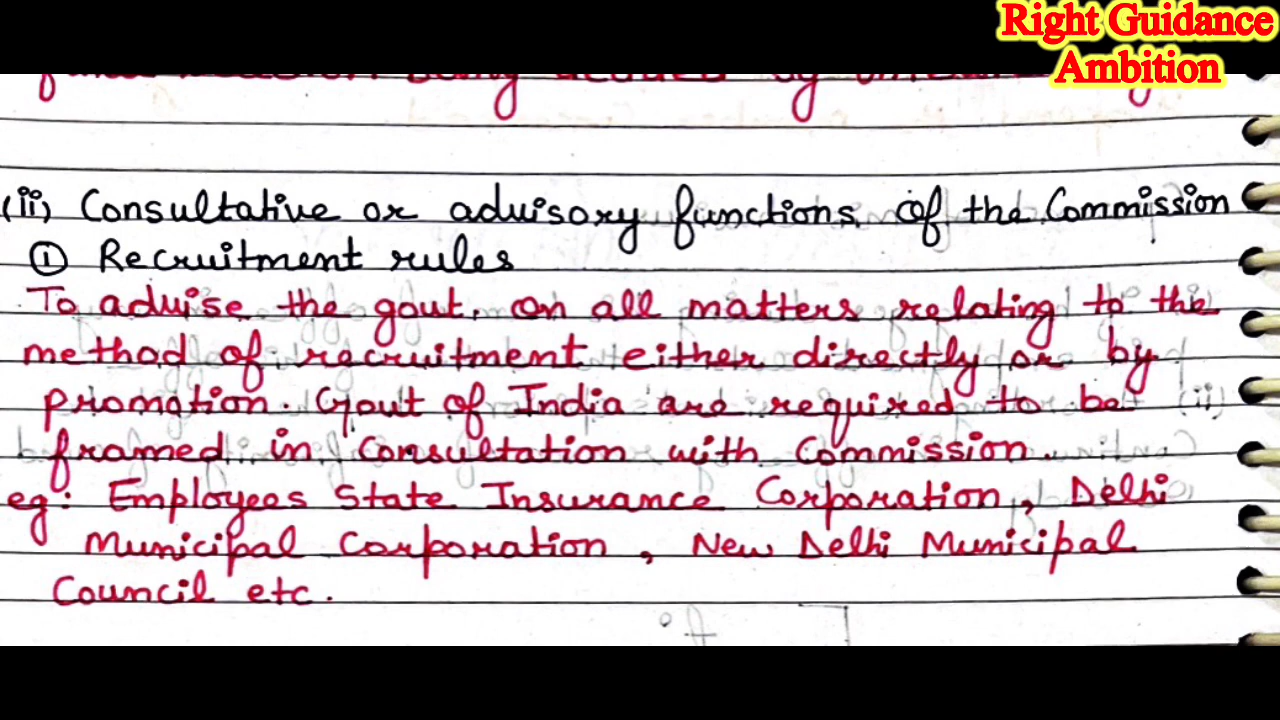 Right Guidance
Ambition
(ii) Consultative or advisory functions of the Commission
① Recruitment rules
To advise the govt. on all matters relating to the
method of recruitment either directly or by
promotion. Govt of India are required to be
framed in Consultation with Commission.
eg: Employees State Insurance Corporation, Delhi
Municipal Corporation, New Delhi Municipal
Council etc.